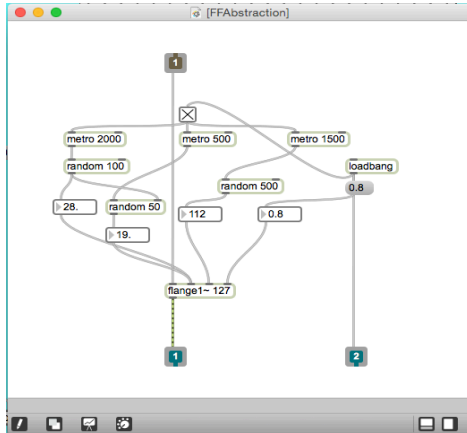 [FFAbstraction]
1
metro 2000
metro 500
metro 1500
random 100
loadbang
random 500
0.8
28.
random 50
112
0.8
19.
flange1~ 127
1
2